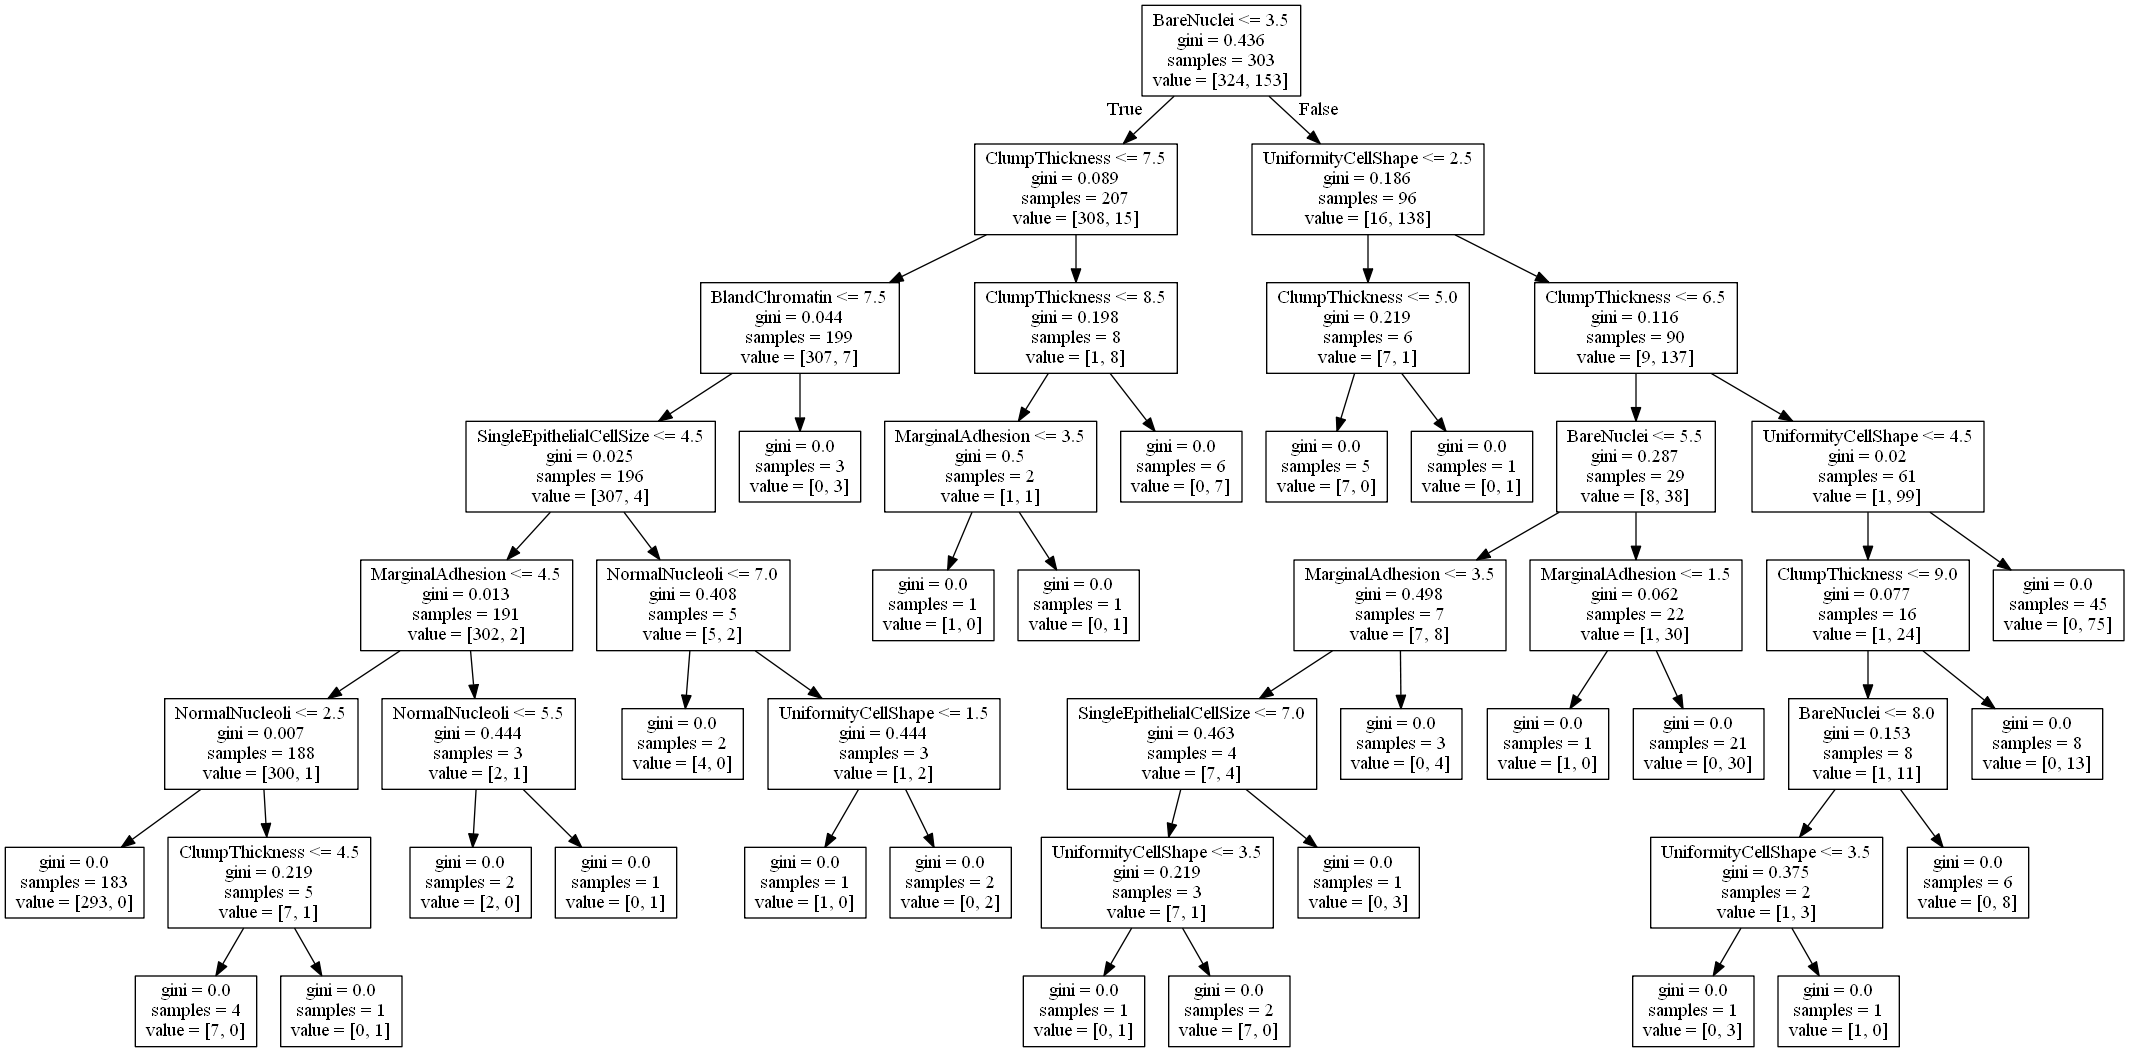 BareNuclei <= 3.5
gini = 0.436
samples = 303
value = [324, 153]
True
False
ClumpThickness <= 7.5
gini = 0.089
samples = 207
value = [308, 15]
UniformityCellShape <= 2.5
gini = 0.186
samples = 96
value = [16, 138]
BlandChromatin <= 7.5
gini = 0.044
samples = 199
value = [307, 7]
ClumpThickness <= 8.5
gini = 0.198
samples = 8
value = [1, 8]
ClumpThickness <= 5.0
gini = 0.219
samples = 6
value = [7, 1]
ClumpThickness <= 6.5
gini = 0.116
samples = 90
value = [9, 137]
SingleEpithelialCellSize <= 4.5
gini = 0.025
samples = 196
value = [307, 4]
gini = 0.0
samples = 3
value = [0, 3]
MarginalAdhesion <= 3.5
gini = 0.5
samples = 2
value = [1, 1]
gini = 0.0
samples = 6
value = [0, 7]
gini = 0.0
samples = 5
value = [7, 0]
gini = 0.0
samples = 1
value = [0, 1]
BareNuclei <= 5.5
gini = 0.287
samples = 29
value = [8, 38]
UniformityCellShape <= 4.5
gini = 0.02
samples = 61
value = [1, 99]
MarginalAdhesion <= 4.5
gini = 0.013
samples = 191
value = [302, 2]
NormalNucleoli <= 7.0
gini = 0.408
samples = 5
value = [5, 2]
gini = 0.0
samples = 1
value = [1, 0]
gini = 0.0
samples = 1
value = [0, 1]
MarginalAdhesion <= 3.5
gini = 0.498
samples = 7
value = [7, 8]
MarginalAdhesion <= 1.5
gini = 0.062
samples = 22
value = [1, 30]
ClumpThickness <= 9.0
gini = 0.077
samples = 16
value = [1, 24]
gini = 0.0
samples = 45
value = [0, 75]
NormalNucleoli <= 2.5
gini = 0.007
samples = 188
value = [300, 1]
NormalNucleoli <= 5.5
gini = 0.444
samples = 3
value = [2, 1]
gini = 0.0
samples = 2
value = [4, 0]
UniformityCellShape <= 1.5
gini = 0.444
samples = 3
value = [1, 2]
SingleEpithelialCellSize <= 7.0
gini = 0.463
samples = 4
value = [7, 4]
gini = 0.0
samples = 3
value = [0, 4]
gini = 0.0
samples = 1
value = [1, 0]
gini = 0.0
samples = 21
value = [0, 30]
BareNuclei <= 8.0
gini = 0.153
samples = 8
value = [1, 11]
gini = 0.0
samples = 8
value = [0, 13]
gini = 0.0
samples = 183
value = [293, 0]
ClumpThickness <= 4.5
gini = 0.219
samples = 5
value = [7, 1]
gini = 0.0
samples = 2
value = [2, 0]
gini = 0.0
samples = 1
value = [0, 1]
gini = 0.0
samples = 1
value = [1, 0]
gini = 0.0
samples = 2
value = [0, 2]
UniformityCellShape <= 3.5
gini = 0.219
samples = 3
value = [7, 1]
gini = 0.0
samples = 1
value = [0, 3]
UniformityCellShape <= 3.5
gini = 0.375
samples = 2
value = [1, 3]
gini = 0.0
samples = 6
value = [0, 8]
gini = 0.0
samples = 4
value = [7, 0]
gini = 0.0
samples = 1
value = [0, 1]
gini = 0.0
samples = 1
value = [0, 1]
gini = 0.0
samples = 2
value = [7, 0]
gini = 0.0
samples = 1
value = [0, 3]
gini = 0.0
samples = 1
value = [1, 0]